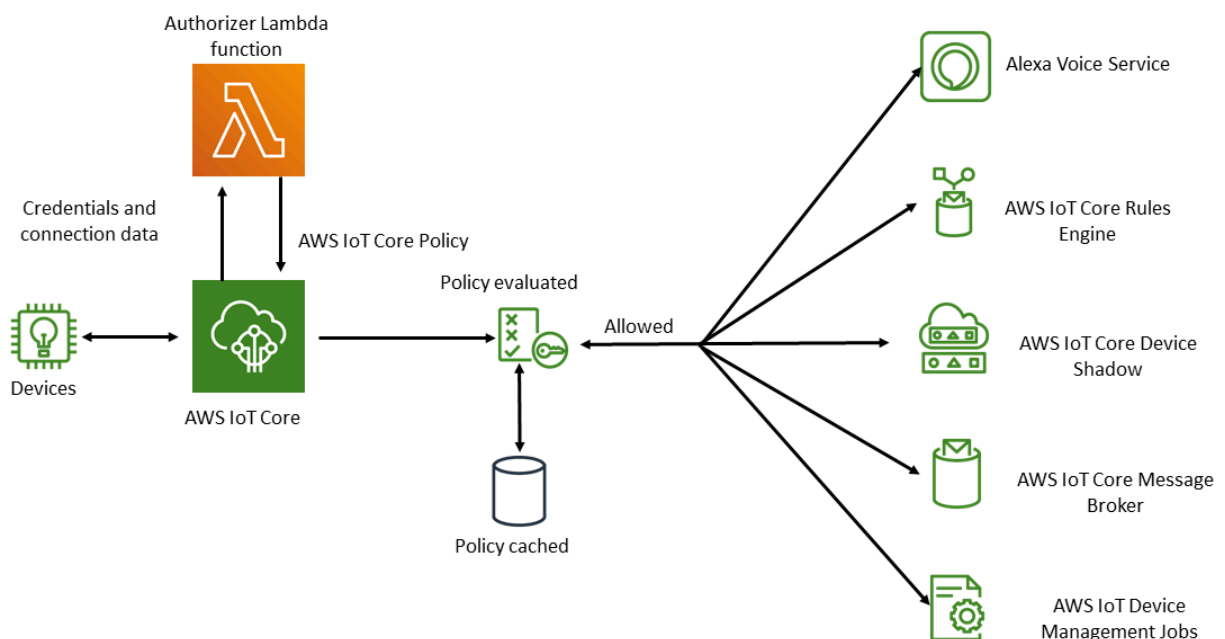 Authorizer Lambda
function
Credentials and
connection data
AWS IoT Core Policy
Devices
AWS IoT Core
Policy evaluated
Allowed
Policy cached
Alexa Voice Service
AWS IoT Core Rules
Engine
AWS IoT Core Device
Shadow
AWS IoT Core Message
Broker
AWS IoT Device
Management Jobs